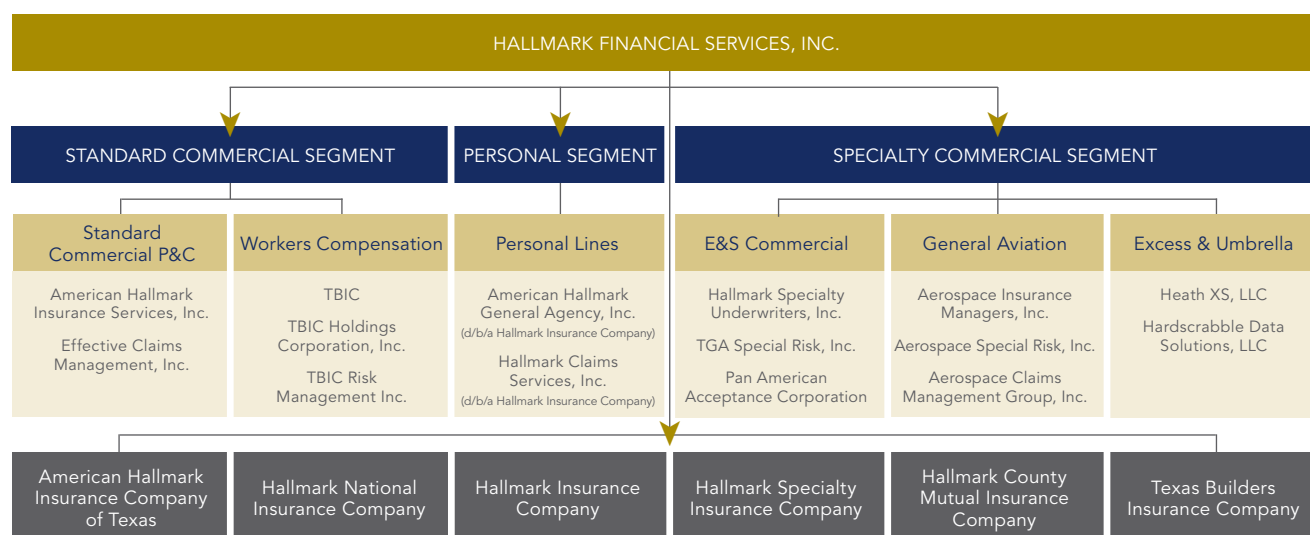 HALLMARK FINANCIAL SERVICES, INC.
STANDARD COMMERCIAL SEGMENT
PERSONAL SEGMENT
SPECIALTY COMMERCIAL SEGMENT
Standard
Commercial P&C
American Hallmark
Insurance Services, Inc.
Effective Claims
Management, Inc.
Workers Compensation
TBIC
TBIC Holdings
Corporation, Inc.
TBIC Risk
Management Inc.
Personal Lines
American Hallmark
General Agency, Inc.
(d/b/a Hallmark Insurance Company)
Hallmark Claims
Services, Inc.
(d/b/a Hallmark Insurance Company)
E&S Commercial
Hallmark Specialty
Underwriters, Inc.
TGA Special Risk, Inc.
Pan American
Acceptance Corporation
General Aviation
Aerospace Insurance
Managers, Inc.
Aerospace Special Risk, Inc.
Aerospace Claims
Management Group, Inc.
Excess & Umbrella
Heath XS, LLC
Hardscrabble Data
Solutions, LLC
American Hallmark
Insurance Company
of Texas
Hallmark National
Insurance Company
Hallmark Insurance
Company
Hallmark Specialty
Insurance Company
Hallmark County
Mutual Insurance
Company
Texas Builders
Insurance Company